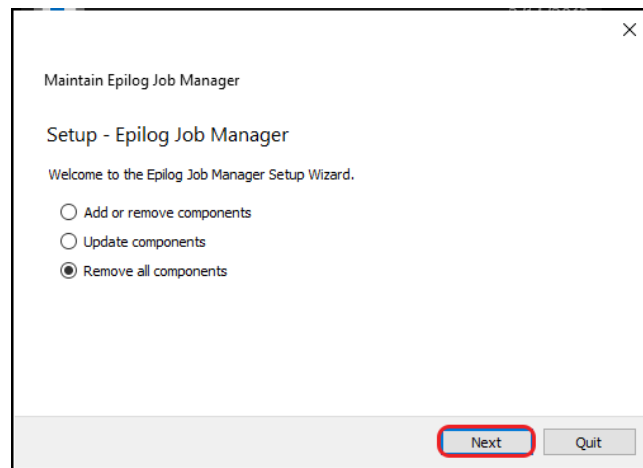 Maintain Epilog Job Manager
Setup - Epilog Job Manager
Welcome to the Epilog Job Manager Setup Wizard.
Add or remove components
Update components
Remove all components
Next
Quit